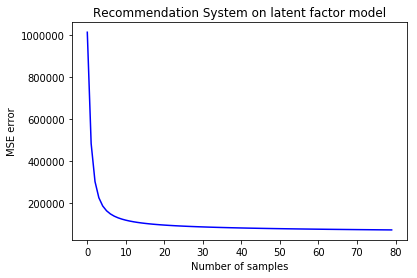 Recommendation System on latent factor model
1000000
800000
600000
400000
200000
MSE error
0 10 20 30 40 50 60 70 80
Number of samples